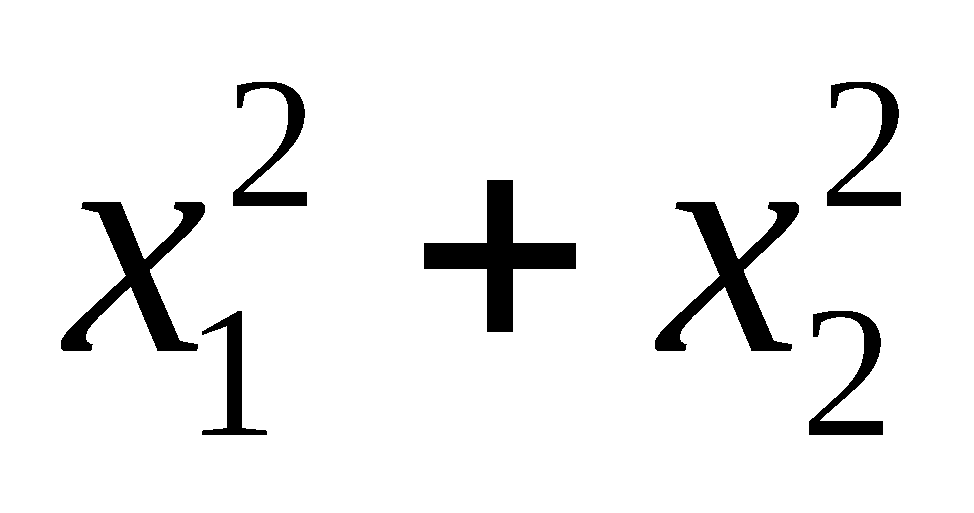 x₁² + x₂²